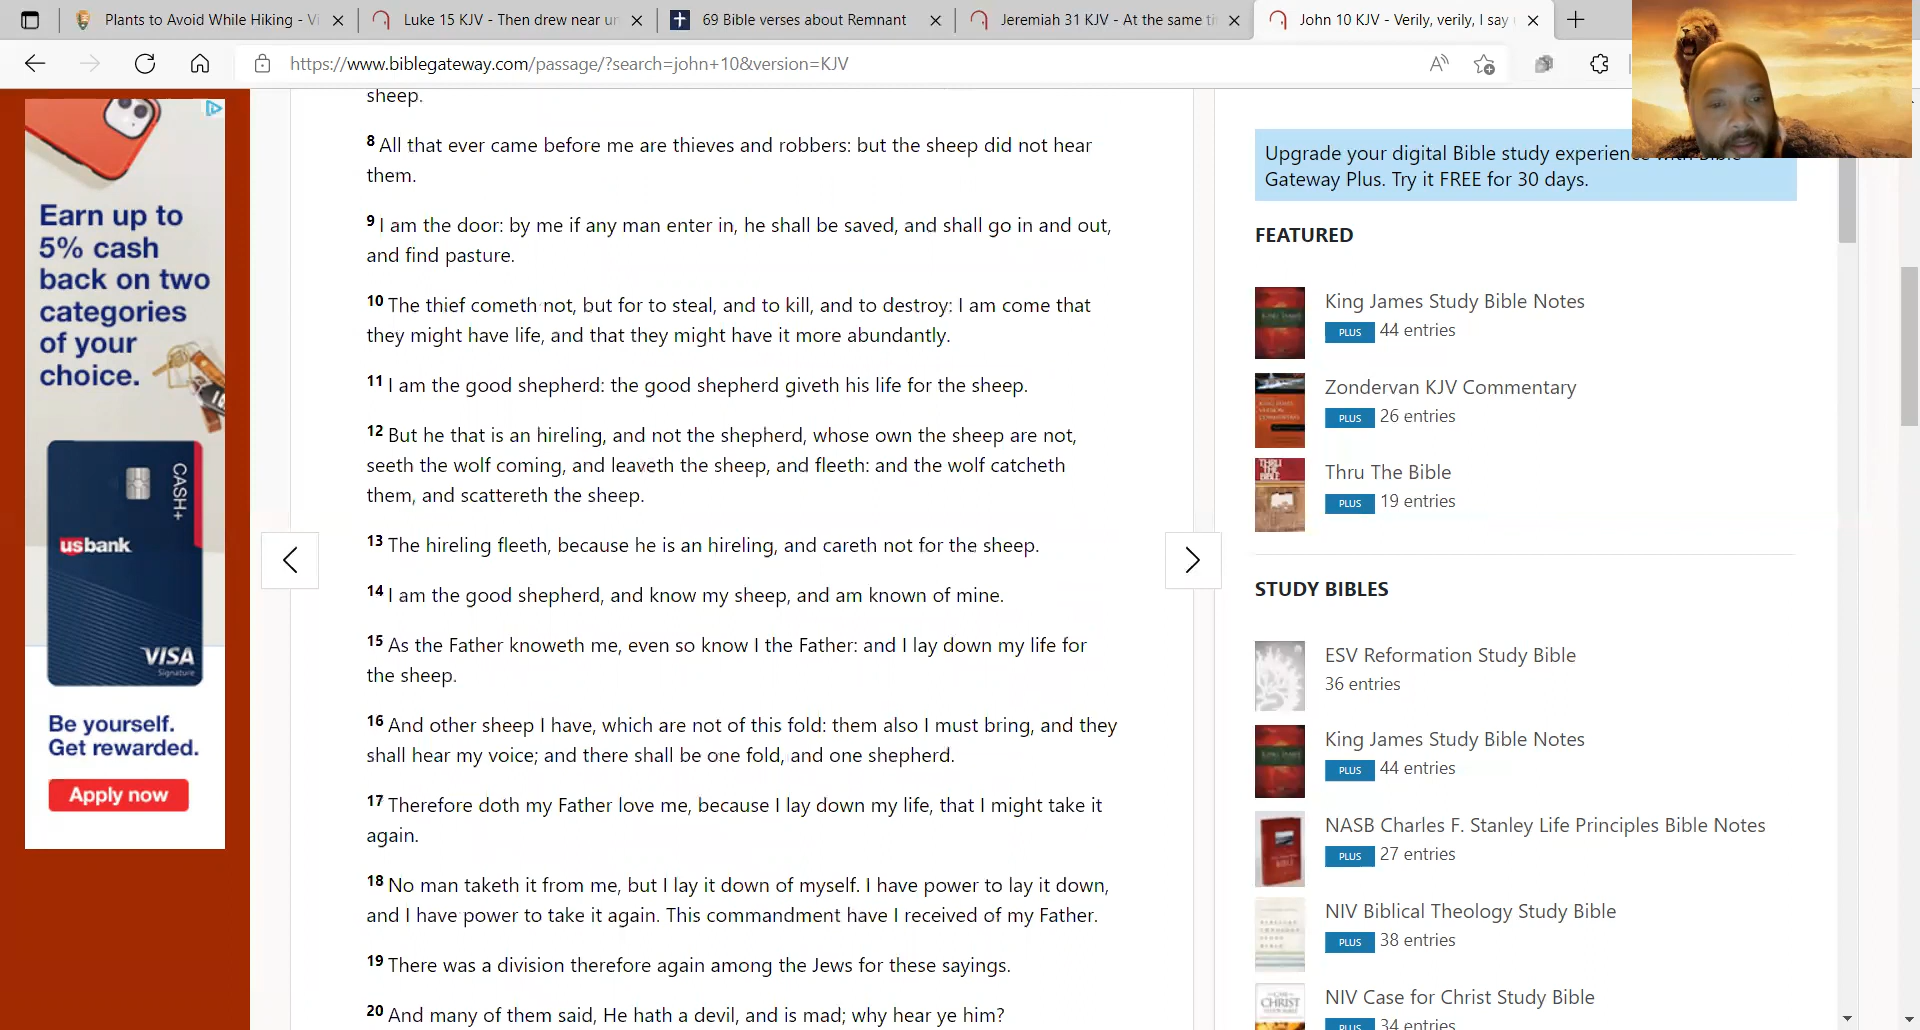 Plants to Avoid While Hiking - Vi
Luke 15 KJV - Then drew near un
69 Bible verses about Remnant
Jeremiah 31 KJV - At the same ti
John 10 KJV - Verily, verily, I say
https://www.biblegateway.com/passage/?search=john+10&version=KJV
Earn up to
5% cash
back on two
categories
of your
choice.
CASH+
usbank
VISA
Signature
Be yourself.
Get rewarded.
Apply now
sheep.
8 All that ever came before me are thieves and robbers: but the sheep did not hear
them.
9 I am the door: by me if any man enter in, he shall be saved, and shall go in and out,
and find pasture.
10 The thief cometh not, but for to steal, and to kill, and to destroy: I am come that
they might have life, and that they might have it more abundantly.
11 I am the good shepherd: the good shepherd giveth his life for the sheep.
12 But he that is an hireling, and not the shepherd, whose own the sheep are not,
seeth the wolf coming, and leaveth the sheep, and fleeth: and the wolf catcheth
them, and scattereth the sheep.
13 The hireling fleeth, because he is an hireling, and careth not for the sheep.
14 I am the good shepherd, and know my sheep, and am known of mine.
15 As the Father knoweth me, even so know I the Father: and I lay down my life for
the sheep.
16 And other sheep I have, which are not of this fold: them also I must bring, and they
shall hear my voice; and there shall be one fold, and one shepherd.
17 Therefore doth my Father love me, because I lay down my life, that I might take it
again.
18 No man taketh it from me, but I lay it down of myself. I have power to lay it down,
and I have power to take it again. This commandment have I received of my Father.
19 There was a division therefore again among the Jews for these sayings.
20 And many of them said, He hath a devil, and is mad; why hear ye him?
Upgrade your digital Bible study experience with Bible
Gateway Plus. Try it FREE for 30 days.
FEATURED
King James Study Bible Notes
PLUS 44 entries
Zondervan KJV Commentary
PLUS 26 entries
Thru The Bible
PLUS 19 entries
STUDY BIBLES
ESV Reformation Study Bible
36 entries
King James Study Bible Notes
PLUS 44 entries
NASB Charles F. Stanley Life Principles Bible Notes
PLUS 27 entries
NIV Biblical Theology Study Bible
PLUS 38 entries
NIV Case for Christ Study Bible
PLUS 34 entries